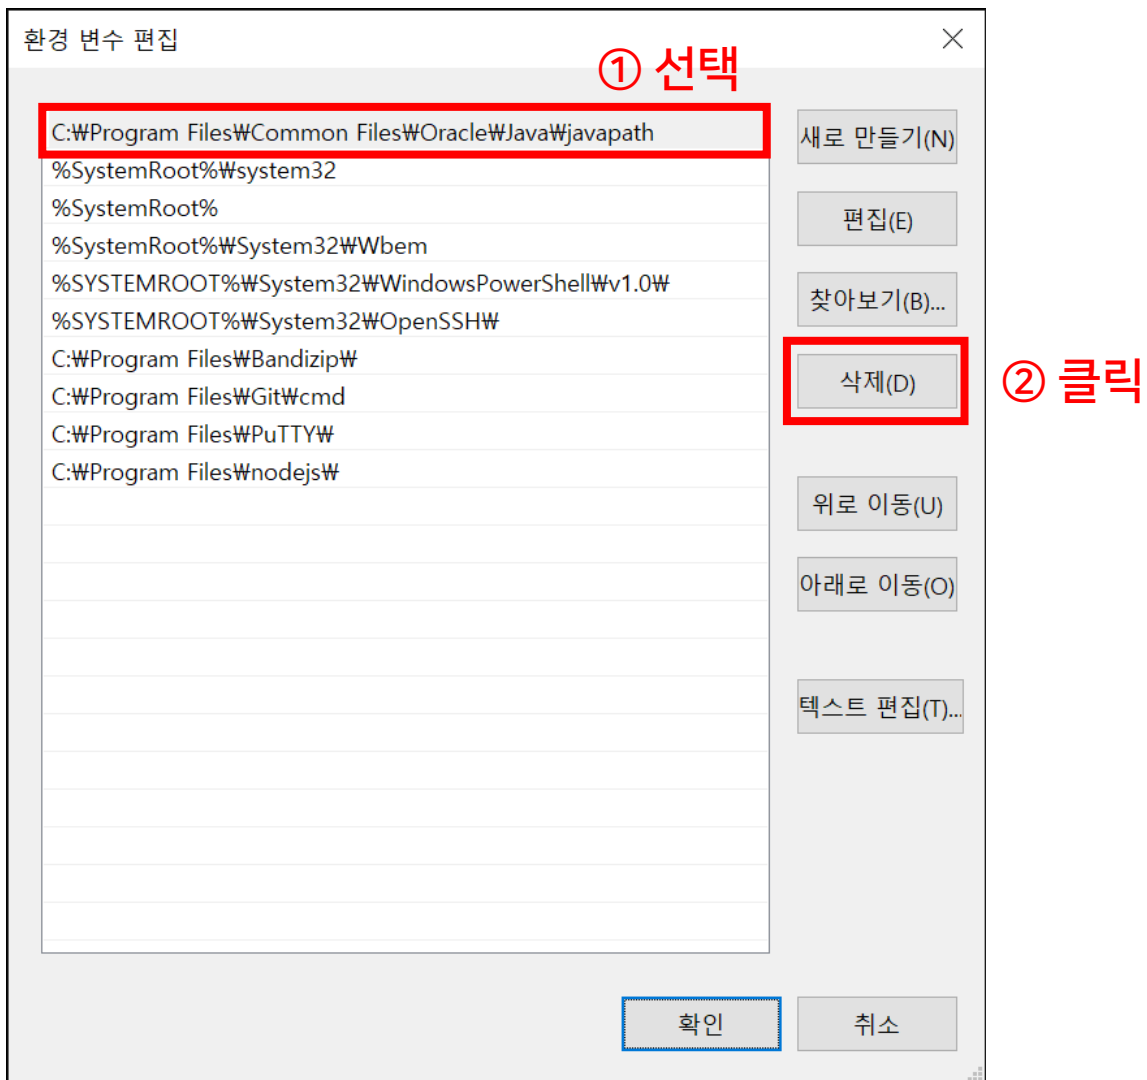 환경 변수 편집
① 선택
C:₩Program Files₩Common Files₩Oracle₩Java₩javapath
%SystemRoot%₩system32
%SystemRoot%
%SystemRoot%₩System32₩Wbem
%SYSTEMROOT%₩System32₩WindowsPowerShell₩v1.0₩
%SYSTEMROOT%₩System32₩OpenSSH₩
C:₩Program Files₩Bandizip₩
C:₩Program Files₩Git₩cmd
C:₩Program Files₩PuTTY₩
C:₩Program Files₩nodejs₩
새로 만들기(N)
편집(E)
찾아보기(B)...
삭제(D)
② 클릭
위로 이동(U)
아래로 이동(O)
텍스트 편집(T)...
확인
취소